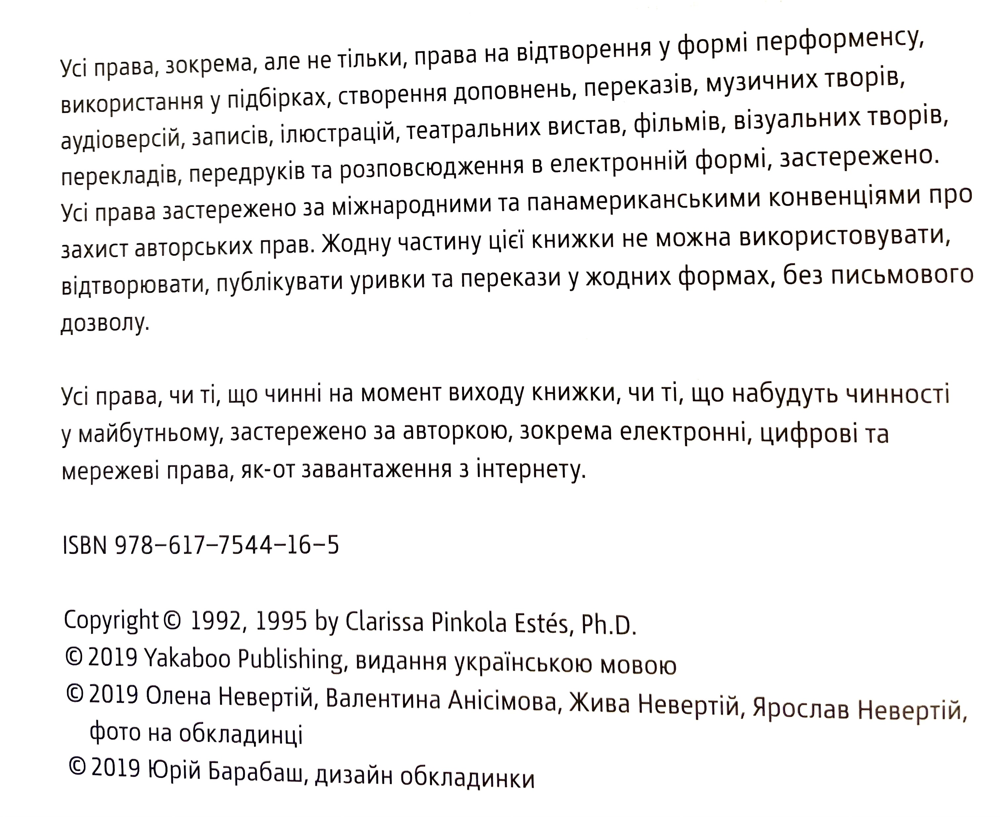 Усі права, зокрема, але не тільки, права на відтворення у формі перформенсу,
використання у підбірках, створення доповнень, переказів, музичних творів,
аудіоверсій, записів, ілюстрацій, театральних вистав, фільмів, візуальних творів,
перекладів, передруків та розповсюдження в електронній формі, застережено.
Усі права застережено за міжнародними та панамериканськими конвенціями про
захист авторських прав. Жодну частину цієї книжки не можна використовувати,
відтворювати, публікувати уривки та перекази у жодних формах, без письмового
дозволу.
Усі права, чи ті, що чинні на момент виходу книжки, чи ті, що набудуть чинності
у майбутньому, застережено за авторкою, зокрема електронні, цифрові та
мережеві права, як-от завантаження з інтернету.
ISBN 978–617–7544–16–5
Copyright© 1992, 1995 by Clarissa Pinkola Estés, Ph.D.
© 2019 Yakaboo Publishing, видання українською мовою
© 2019 Олена Невертій, Валентина Анісімова, Жива Невертій, Ярослав Невертій,
фото на обкладинці
© 2019 Юрій Барабаш, дизайн обкладинки